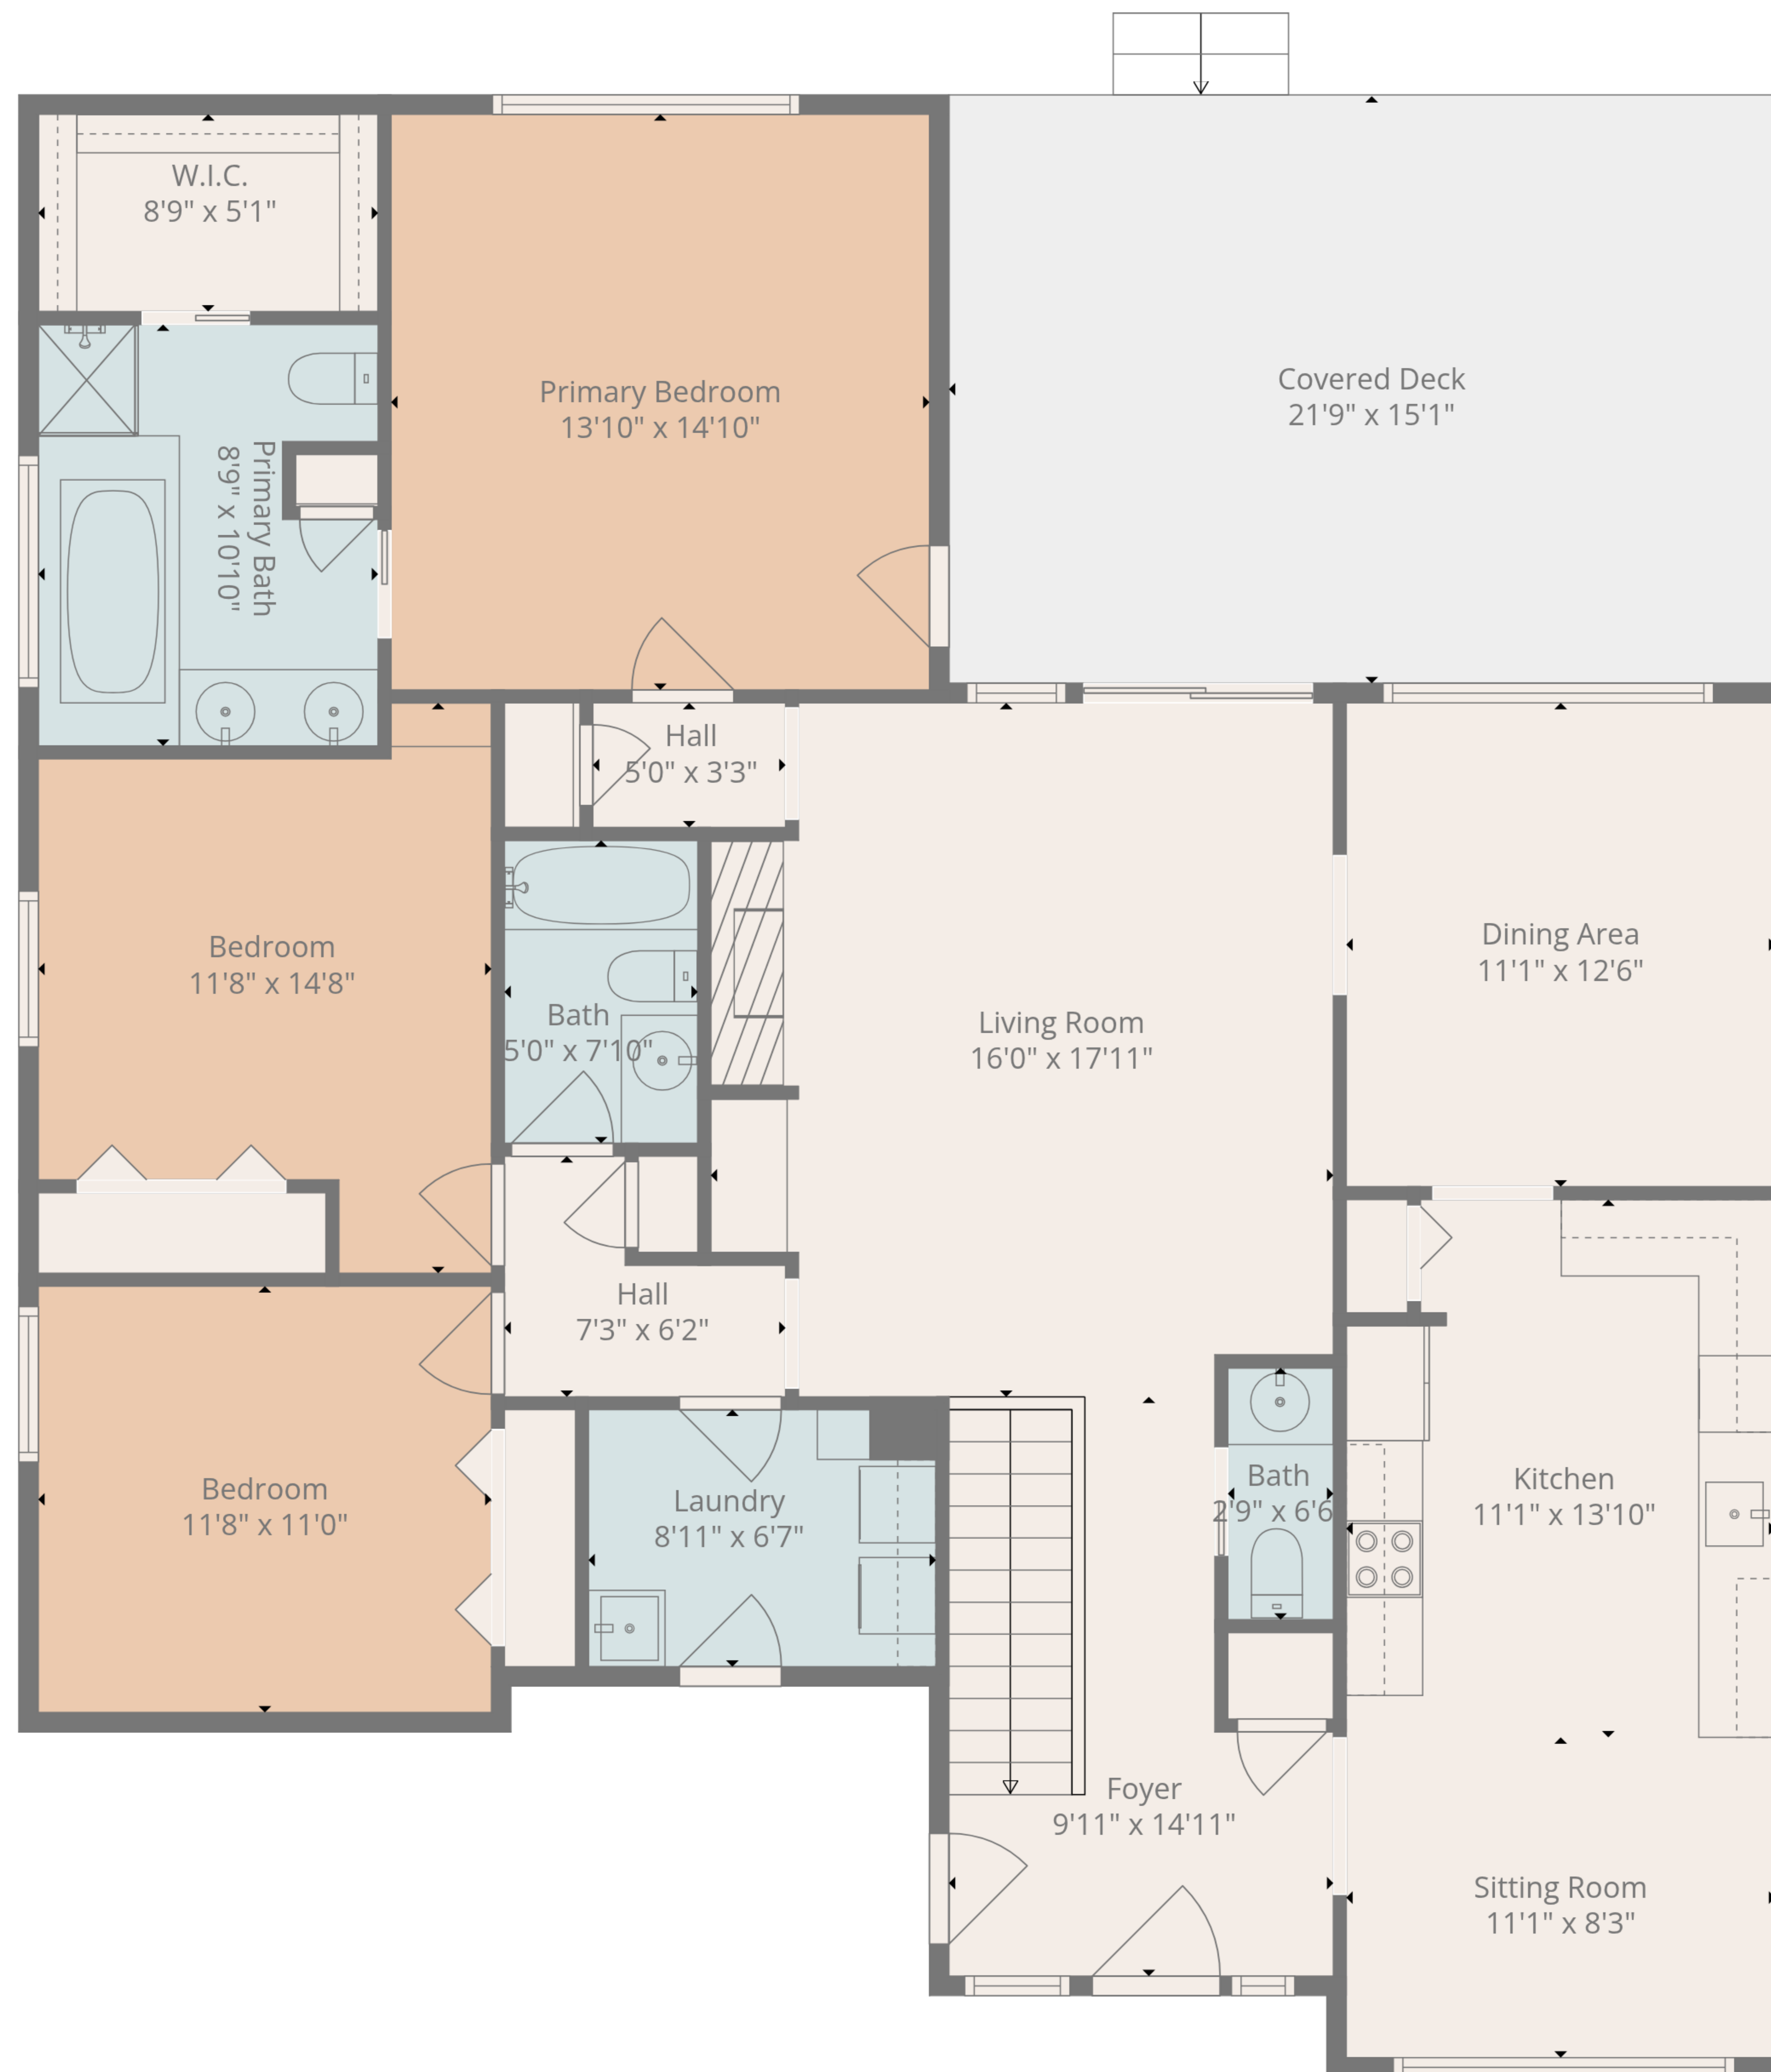 W.I.C.
8'9" x 5'1"
Primary Bedroom
13'10" x 14'10"
Covered Deck
21'9" x 15'1"
Primary Bath
8'9" x 10'10"
Hall
5'0" x 3'3"
Bedroom
11'8" x 14'8"
Bath
5'0" x 7'10"
Living Room
16'0" x 17'11"
Dining Area
11'1" x 12'6"
Hall
7'3" x 6'2"
Bedroom
11'8" x 11'0"
Laundry
8'11" x 6'7"
Bath
2'9" x 6'6
Kitchen
11'1" x 13'10"
Foyer
9'11" x 14'11"
Sitting Room
11'1" x 8'3"